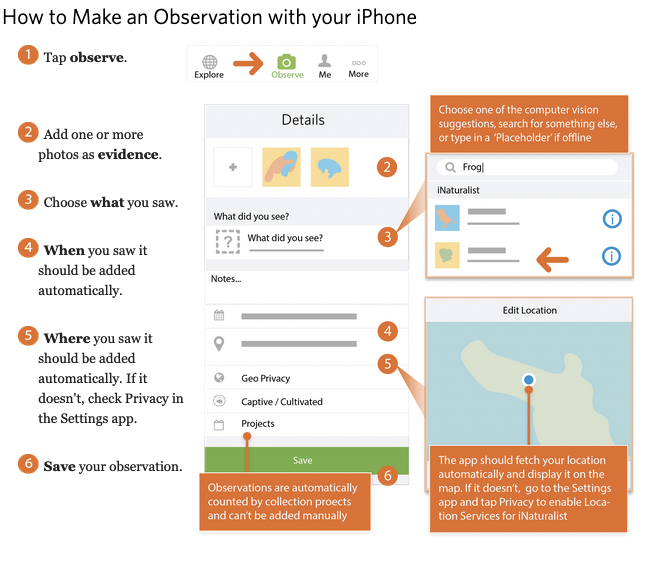 How to Make an Observation with your iPhone
1 Tap observe.
Explore
Observe
Me
More
2 Add one or more
photos as evidence.
3 Choose what you saw.
4 When you saw it
should be added
automatically.
5 Where you saw it
should be added
automatically. If it
doesn't, check Privacy in
the Settings app.
6 Save your observation.
Details
+
2
What did you see?
?
What did you see?
3
Notes...
4
5
Geo Privacy
Captive / Cultivated
Projects
Save
6
Observations are automatically
counted by collection proects
and can't be added manually
Choose one of the computer vision
suggestions, search for something else,
or type in a 'Placeholder' if offline
Frog|
iNaturalist
i
i
Edit Location
The app should fetch your location
automatically and display it on the
map. If it doesn't, go to the Settings
app and tap Privacy to enable Loca-
tion Services for iNaturalist